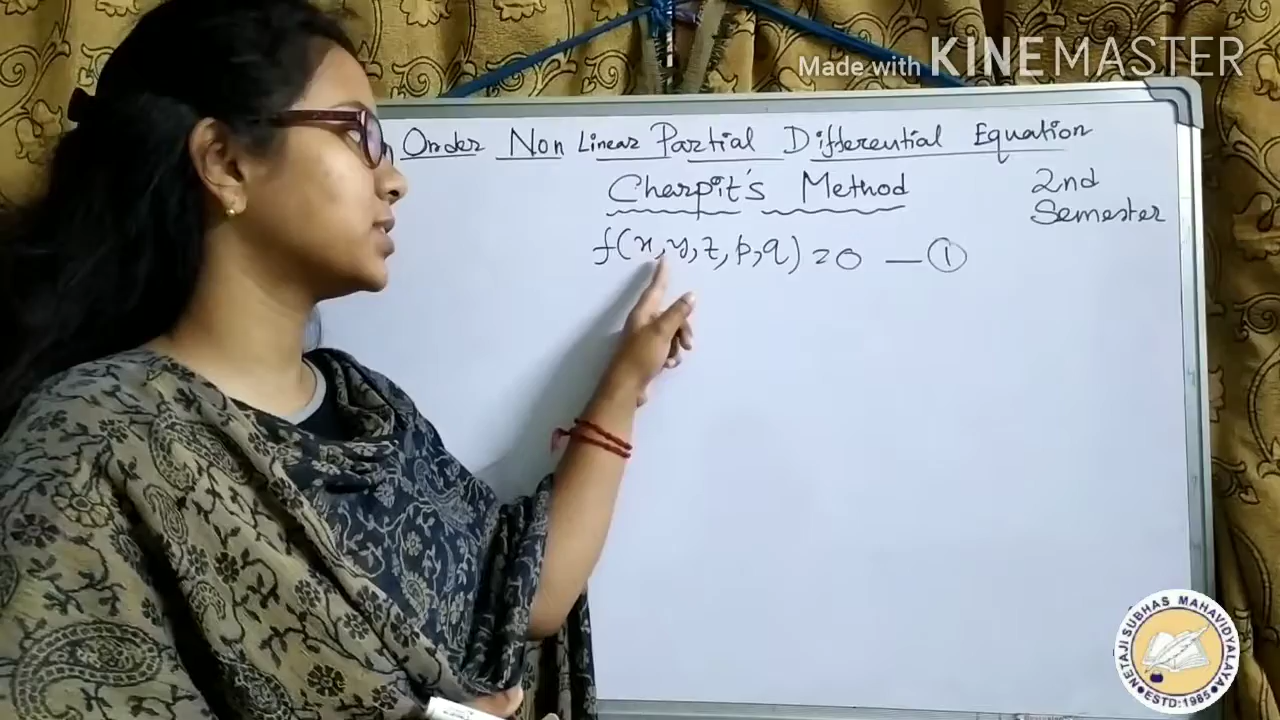 Made with KINEMASTER
Order Non Linear Partial Differential Equation
Charpit's Method
2nd
Semester
f(x,y,z,p,q)=0 — ①
NETAJI SUBHAS MAHAVIDYALAYA
•ESTD:1985•